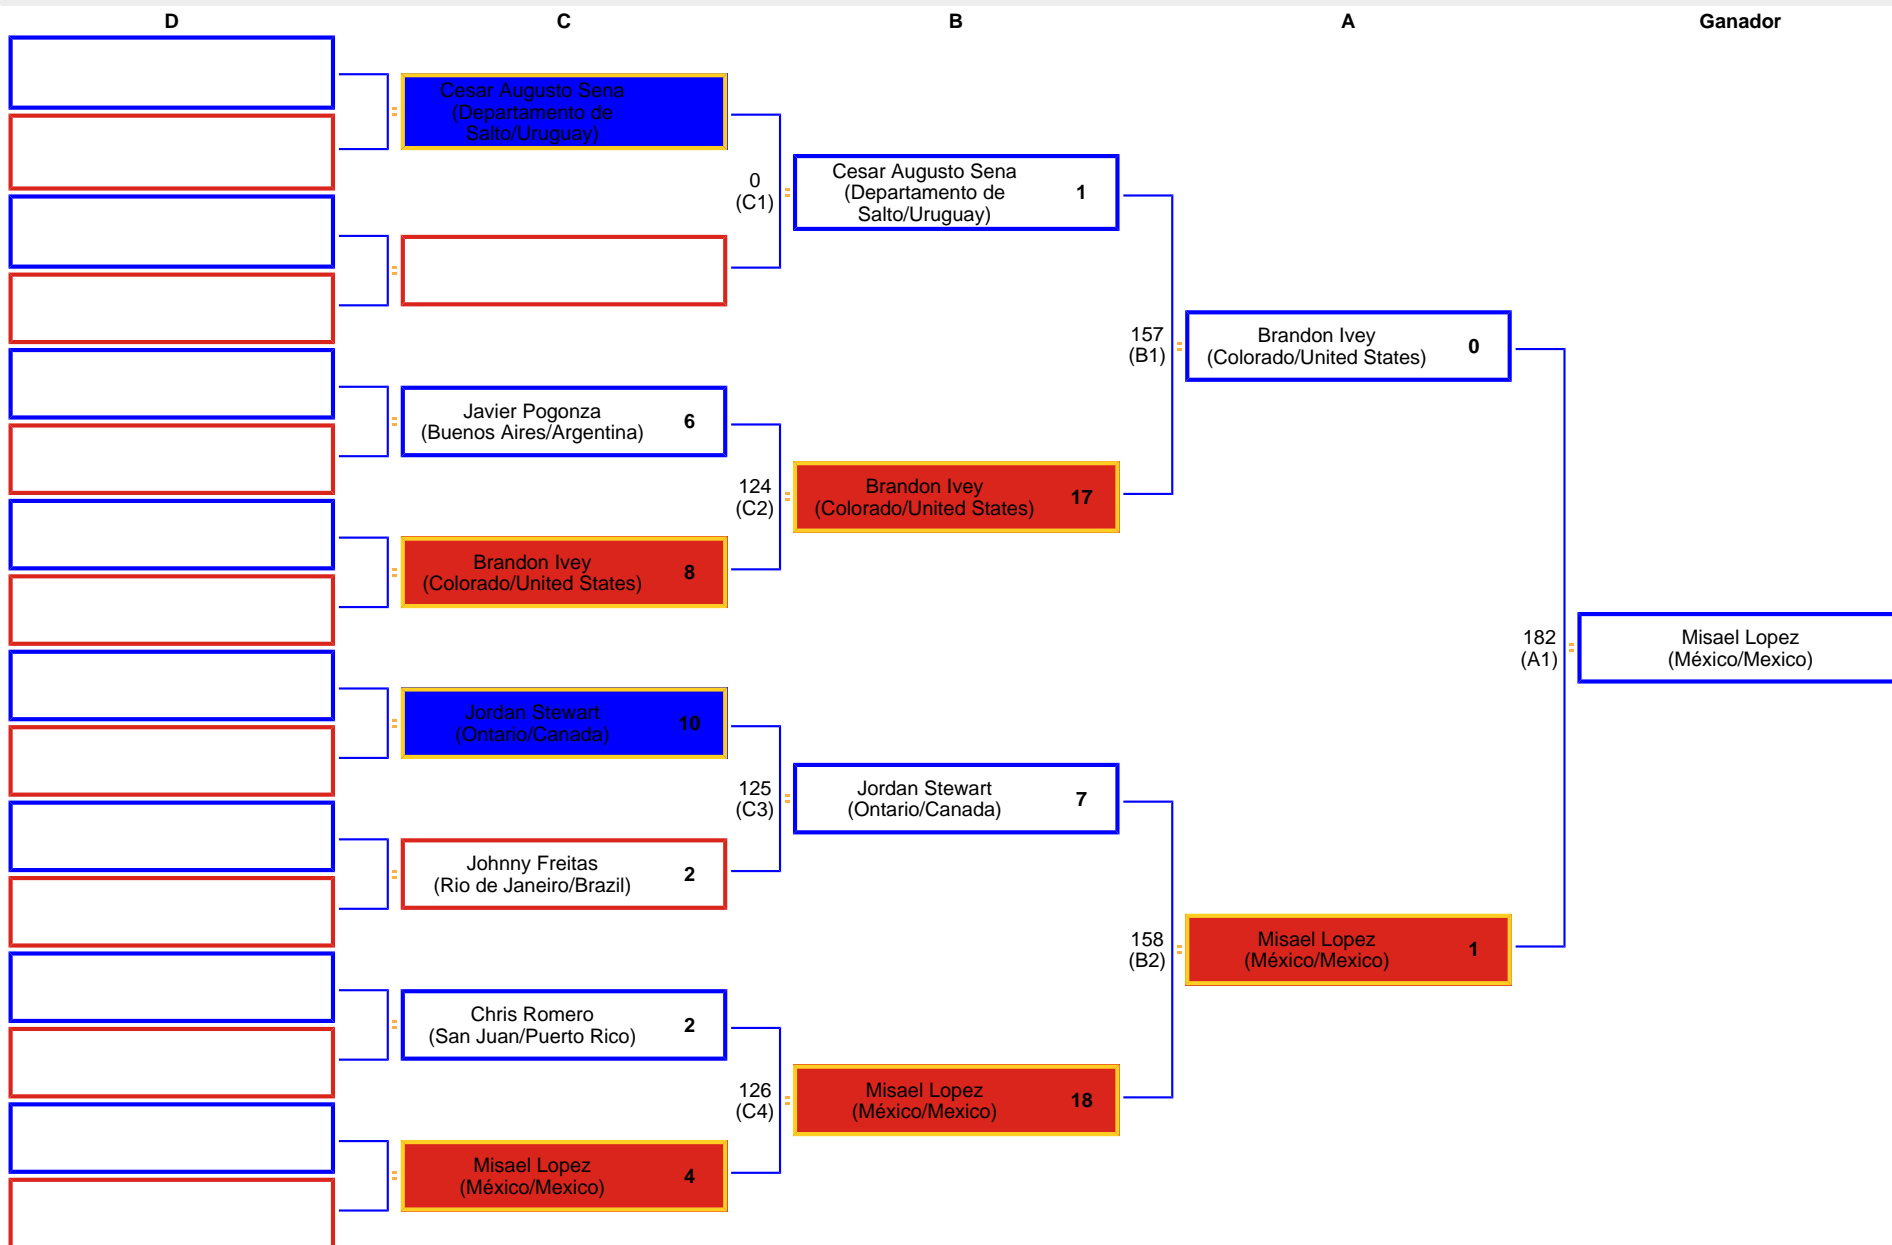 D
C
B
A
Ganador
Cesar Augusto Sena
(Departamento de
Salto/Uruguay)
0
(C1)
Cesar Augusto Sena
(Departamento de
Salto/Uruguay)
1
157
(B1)
Brandon Ivey
(Colorado/United States)
0
Javier Pogonza
(Buenos Aires/Argentina)
6
124
(C2)
Brandon Ivey
(Colorado/United States)
17
Brandon Ivey
(Colorado/United States)
8
182
(A1)
Misael Lopez
(México/Mexico)
Jordan Stewart
(Ontario/Canada)
10
125
(C3)
Jordan Stewart
(Ontario/Canada)
7
Johnny Freitas
(Rio de Janeiro/Brazil)
2
158
(B2)
Misael Lopez
(México/Mexico)
1
Chris Romero
(San Juan/Puerto Rico)
2
126
(C4)
Misael Lopez
(México/Mexico)
18
Misael Lopez
(México/Mexico)
4